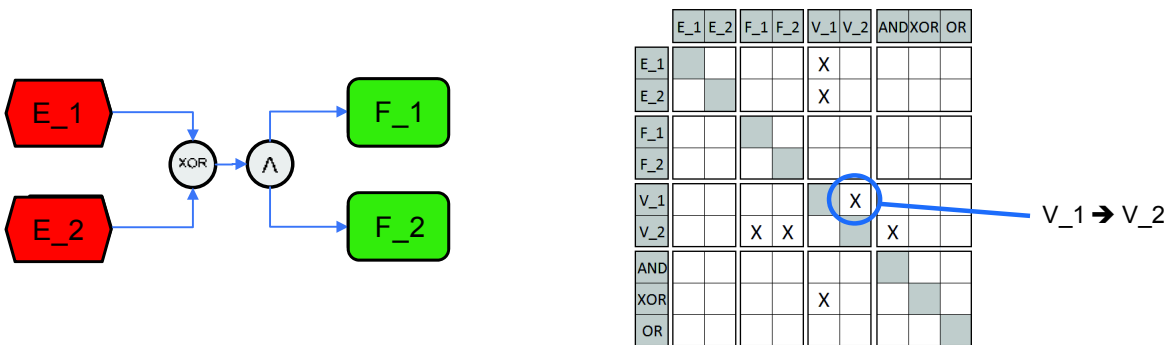 E_1
F_1
XOR
Λ
E_2
F_2
E_1 E_2 F_1 F_2 V_1 V_2 AND XOR OR
E_1 X
E_2 X
F_1
F_2
V_1 X
V_2 X X X
AND
XOR X
OR
V_1 ➔ V_2